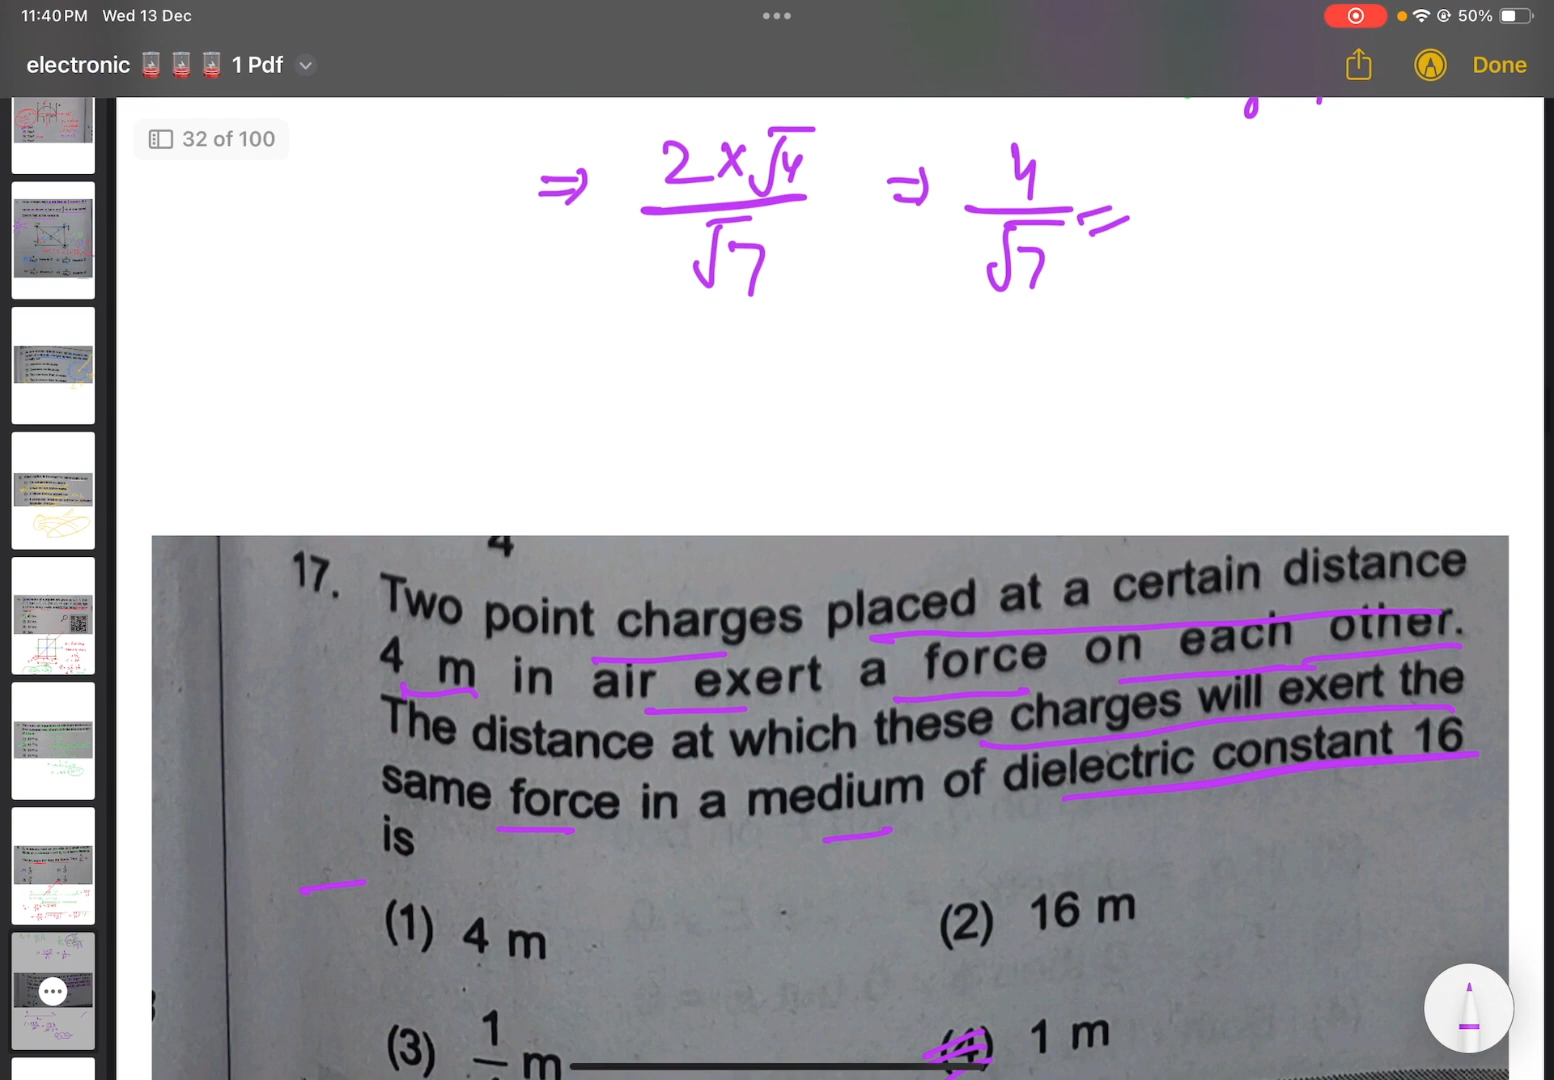 11:40 PM Wed 13 Dec
50%
electronic 1 Pdf
Done
32 of 100
⇒ 2×√4 / √7 ⇒ 4 / √7 =
17. Two point charges placed at a certain distance
4 m in air exert a force on each other.
The distance at which these charges will exert the
same force in a medium of dielectric constant 16
is
(1) 4 m
(2) 16 m
(3) 1 m
(4) 1 m